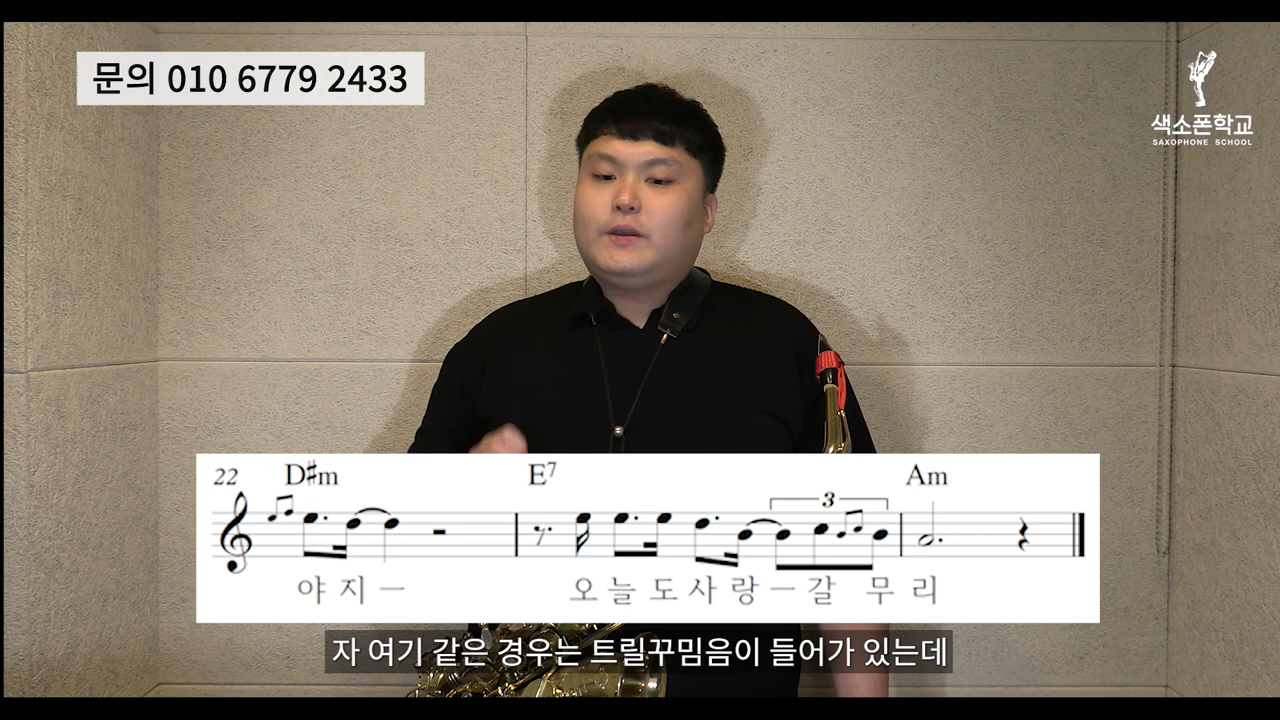 문의 010 6779 2433
색소폰학교
SAXOPHONE SCHOOL
22 D♯m E7 Am
3
야 지 ー 오 늘 도 사 랑 ー 갈 무 리
자 여기 같은 경우는 트릴꾸밈음이 들어가 있는데